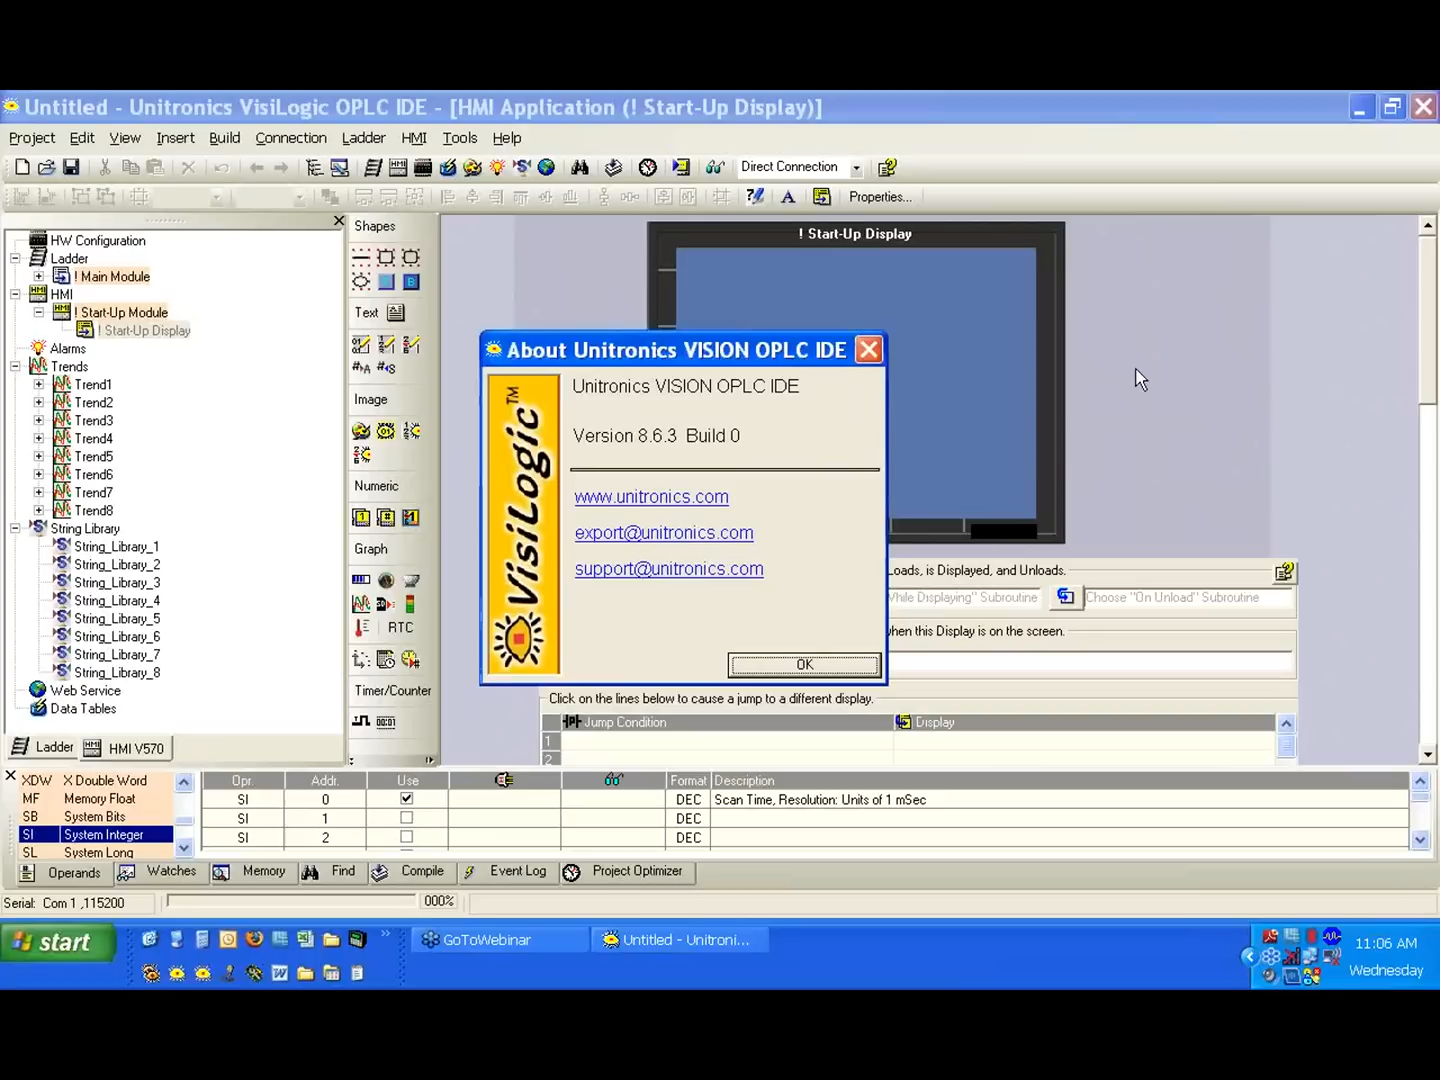 Untitled - Unitronics VisiLogic OPLC IDE - [HMI Application (! Start-Up Display)]
Project Edit View Insert Build Connection Ladder HMI Tools Help
Direct Connection
Properties...
HW Configuration
Ladder
! Main Module
HMI
! Start-Up Module
! Start-Up Display
Alarms
Trends
Trend1
Trend2
Trend3
Trend4
Trend5
Trend6
Trend7
Trend8
String Library
String_Library_1
String_Library_2
String_Library_3
String_Library_4
String_Library_5
String_Library_6
String_Library_7
String_Library_8
Web Service
Data Tables
Ladder HMI V570
Shapes
Text
Image
Numeric
Graph
RTC
Timer/Counter
! Start-Up Display
About Unitronics VISION OPLC IDE
VisiLogic™
Unitronics VISION OPLC IDE
Version 8.6.3 Build 0
www.unitronics.com
export@unitronics.com
support@unitronics.com
OK
Loads, is Displayed, and Unloads.
While Displaying" Subroutine Choose "On Unload" Subroutine
when this Display is on the screen.
Click on the lines below to cause a jump to a different display.
Jump Condition Display
1
2
XDW X Double Word
MF Memory Float
SB System Bits
SI System Integer
SL System Long
Opr. Addr. Use Format Description
SI 0 DEC Scan Time, Resolution: Units of 1 mSec
SI 1 DEC
SI 2 DEC
Operands Watches Memory Find Compile Event Log Project Optimizer
Serial: Com 1 ,115200 000%
start GoToWebinar Untitled - Unitroni... 11:06 AM
Wednesday